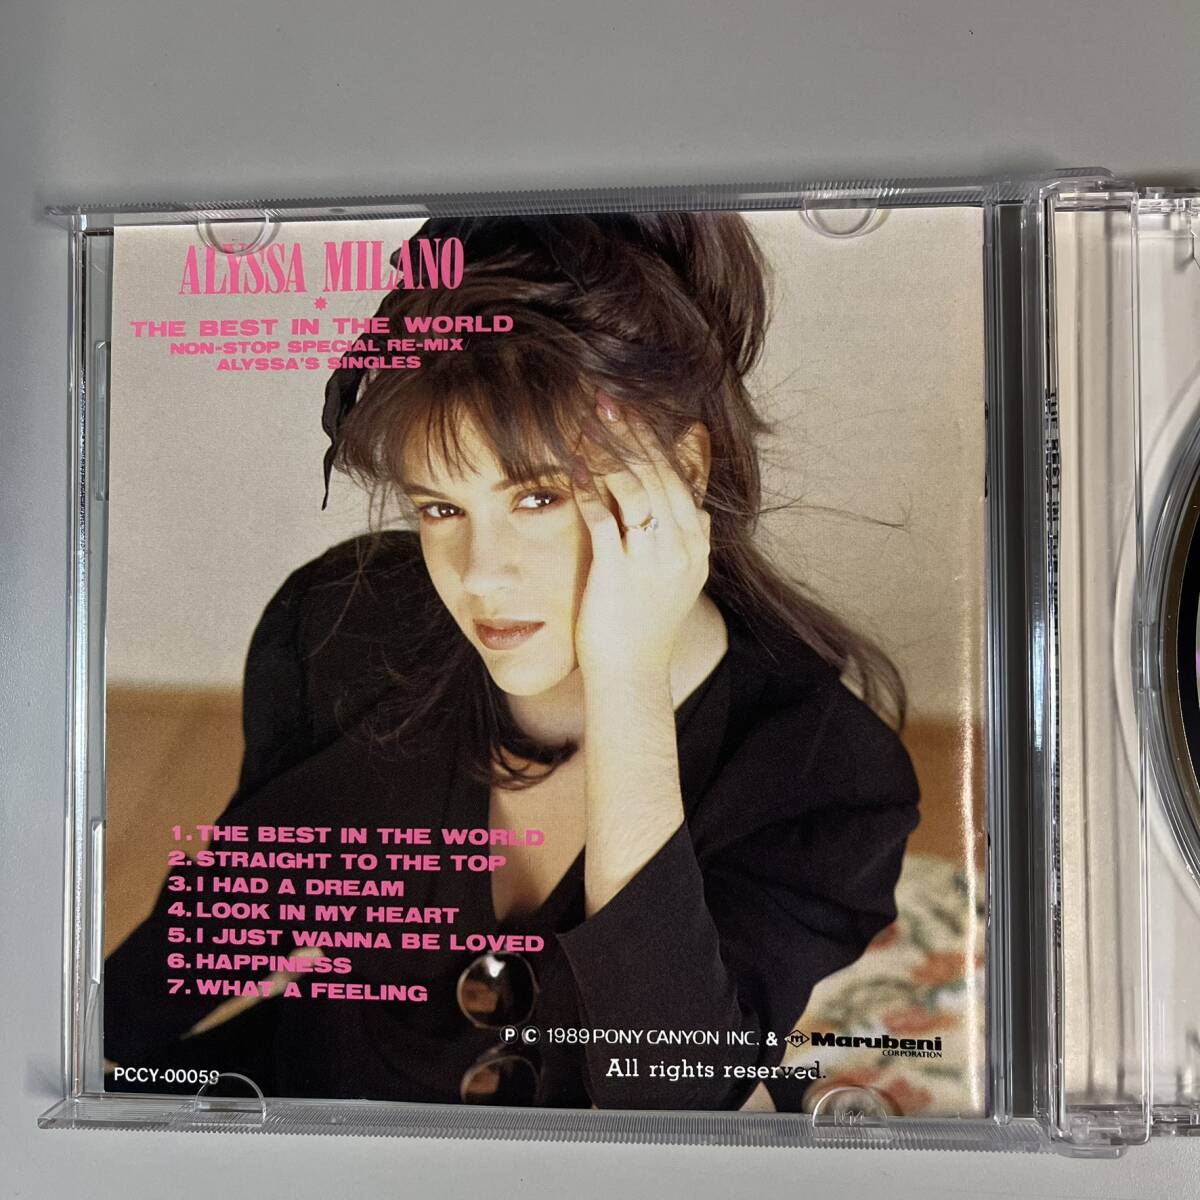 ALYSSA MILANO
THE BEST IN THE WORLD
NON-STOP SPECIAL RE-MIX/
ALYSSA'S SINGLES
1. THE BEST IN THE WORLD
2. STRAIGHT TO THE TOP
3. I HAD A DREAM
4. LOOK IN MY HEART
5. I JUST WANNA BE LOVED
6. HAPPINESS
7. WHAT A FEELING
Ⓟ Ⓒ 1989 PONY CANYON INC. & Marubeni
CORPORATION
All rights reserved.
PCCY-00059